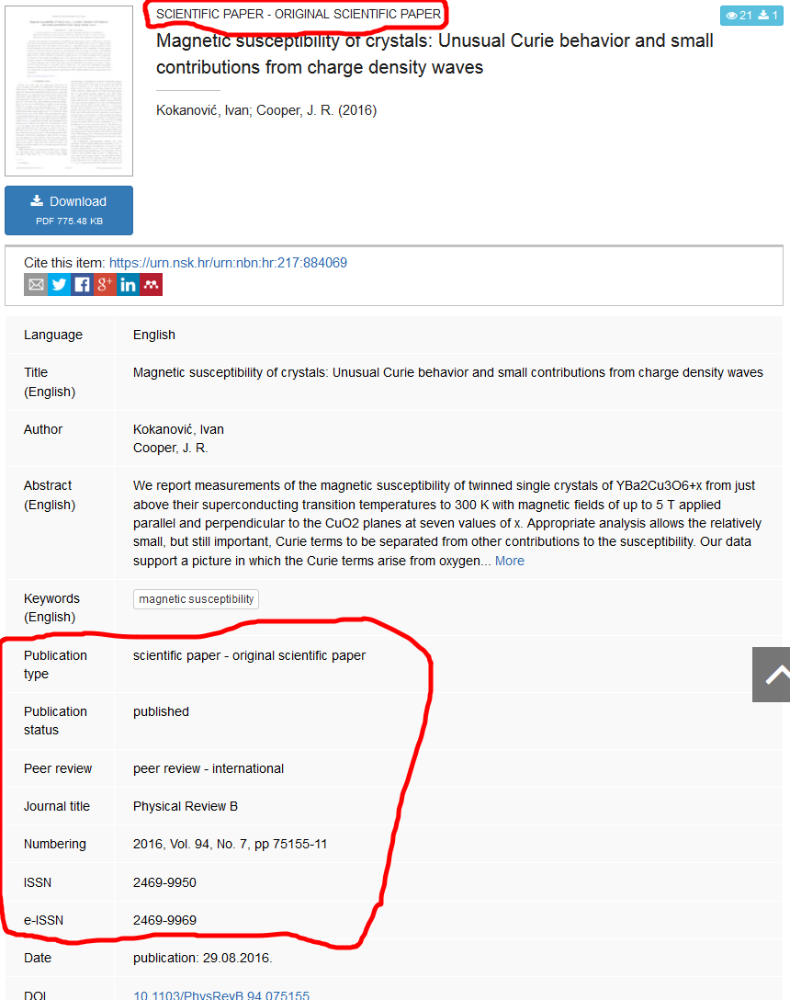 SCIENTIFIC PAPER - ORIGINAL SCIENTIFIC PAPER
21 1
Magnetic susceptibility of crystals: Unusual Curie behavior and small
contributions from charge density waves
Kokanović, Ivan; Cooper, J. R. (2016)
Download
PDF 775.48 KB
Cite this item: https://urn.nsk.hr/urn:nbn:hr:217:884069
Language English
Title
(English) Magnetic susceptibility of crystals: Unusual Curie behavior and small contributions from charge density waves
Author Kokanović, Ivan
Cooper, J. R.
Abstract
(English) We report measurements of the magnetic susceptibility of twinned single crystals of YBa2Cu3O6+x from just
above their superconducting transition temperatures to 300 K with magnetic fields of up to 5 T applied
parallel and perpendicular to the CuO2 planes at seven values of x. Appropriate analysis allows the relatively
small, but still important, Curie terms to be separated from other contributions to the susceptibility. Our data
support a picture in which the Curie terms arise from oxygen... More
Keywords
(English) magnetic susceptibility
Publication
type scientific paper - original scientific paper
Publication
status published
Peer review peer review - international
Journal title Physical Review B
Numbering 2016, Vol. 94, No. 7, pp 75155-11
ISSN 2469-9950
e-ISSN 2469-9969
Date publication: 29.08.2016.
DOI 10.1103/PhysRevB.94.075155